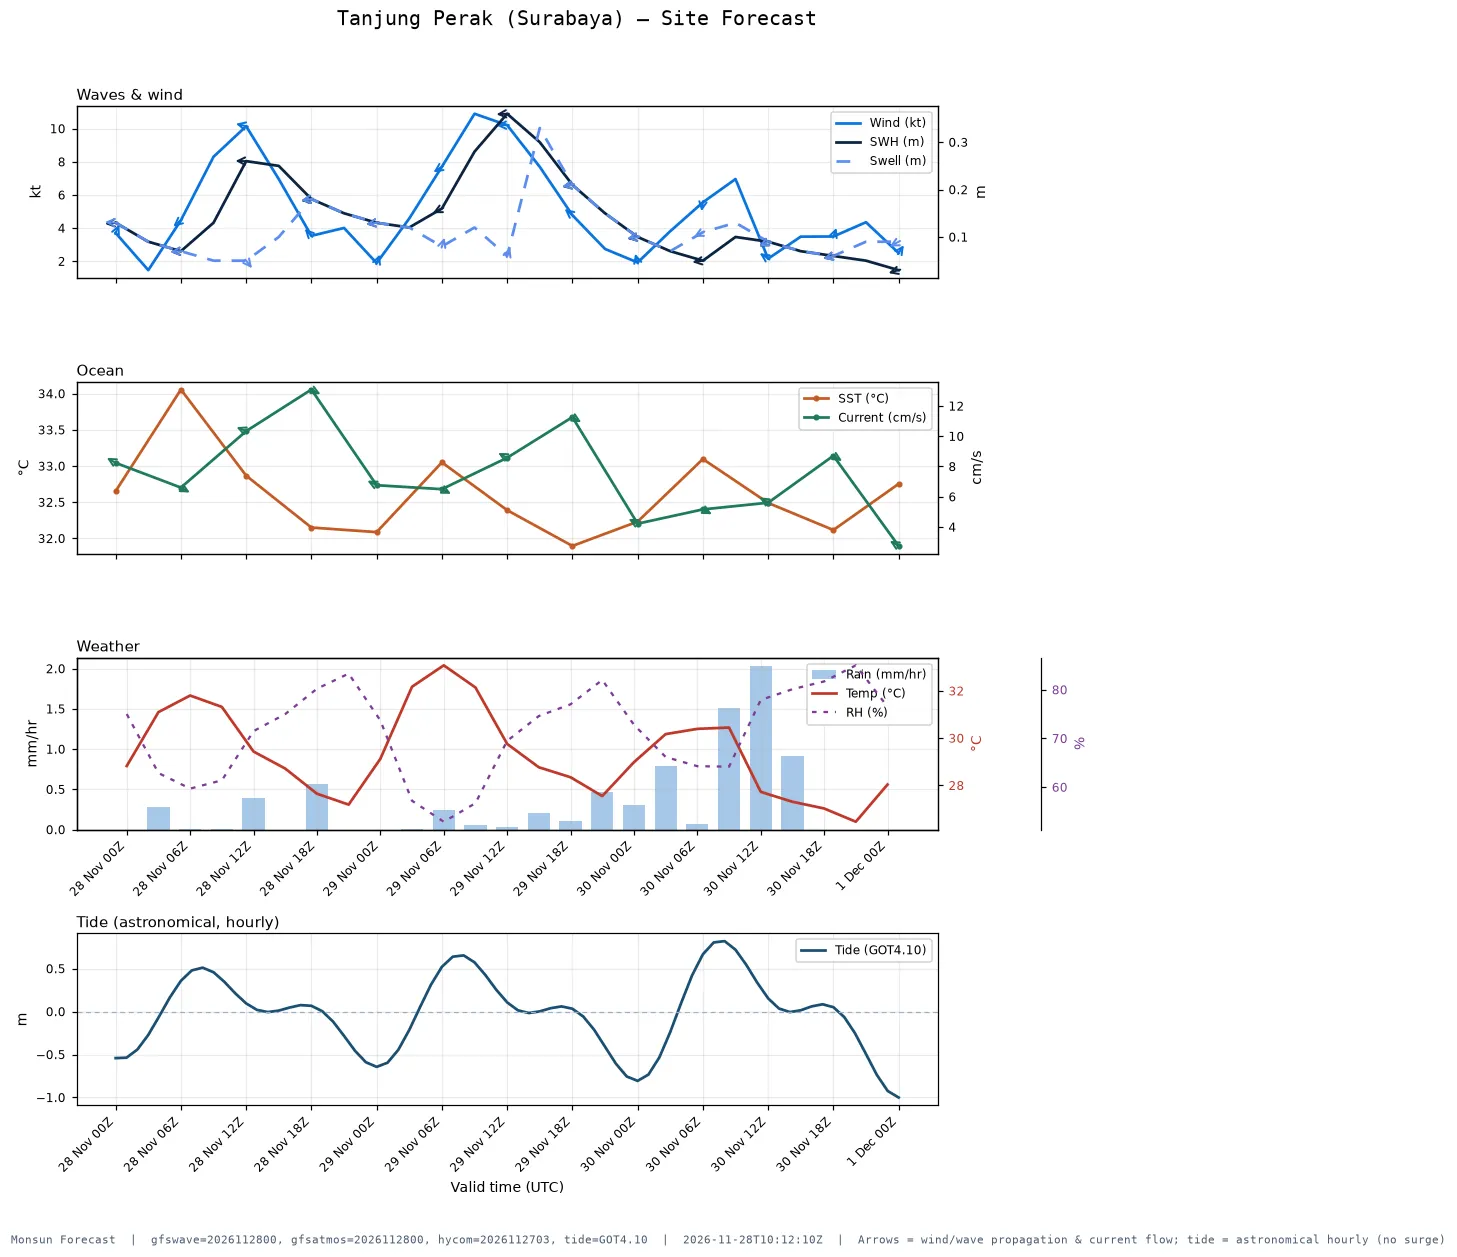 Tanjung Perak (Surabaya) — Site Forecast
Waves & wind
Wind (kt)
SWH (m)
Swell (m)
10
8
6
4
2
kt
0.3
0.2
0.1
m
Ocean
SST (°C)
Current (cm/s)
34.0
33.5
33.0
32.5
32.0
°C
12
10
8
6
4
cm/s
Weather
Rain (mm/hr)
Temp (°C)
RH (%)
2.0
1.5
1.0
0.5
0.0
mm/hr
32
30
28
°C
80
70
60
%
28 Nov 00Z
28 Nov 06Z
28 Nov 12Z
28 Nov 18Z
29 Nov 00Z
29 Nov 06Z
29 Nov 12Z
29 Nov 18Z
30 Nov 00Z
30 Nov 06Z
30 Nov 12Z
30 Nov 18Z
1 Dec 00Z
Tide (astronomical, hourly)
Tide (GOT4.10)
0.5
0.0
−0.5
−1.0
m
28 Nov 00Z
28 Nov 06Z
28 Nov 12Z
28 Nov 18Z
29 Nov 00Z
29 Nov 06Z
29 Nov 12Z
29 Nov 18Z
30 Nov 00Z
30 Nov 06Z
30 Nov 12Z
30 Nov 18Z
1 Dec 00Z
Valid time (UTC)
Monsun Forecast | gfswave=2026112800, gfsatmos=2026112800, hycom=2026112703, tide=GOT4.10 | 2026-11-28T10:12:10Z | Arrows = wind/wave propagation & current flow; tide = astronomical hourly (no surge)